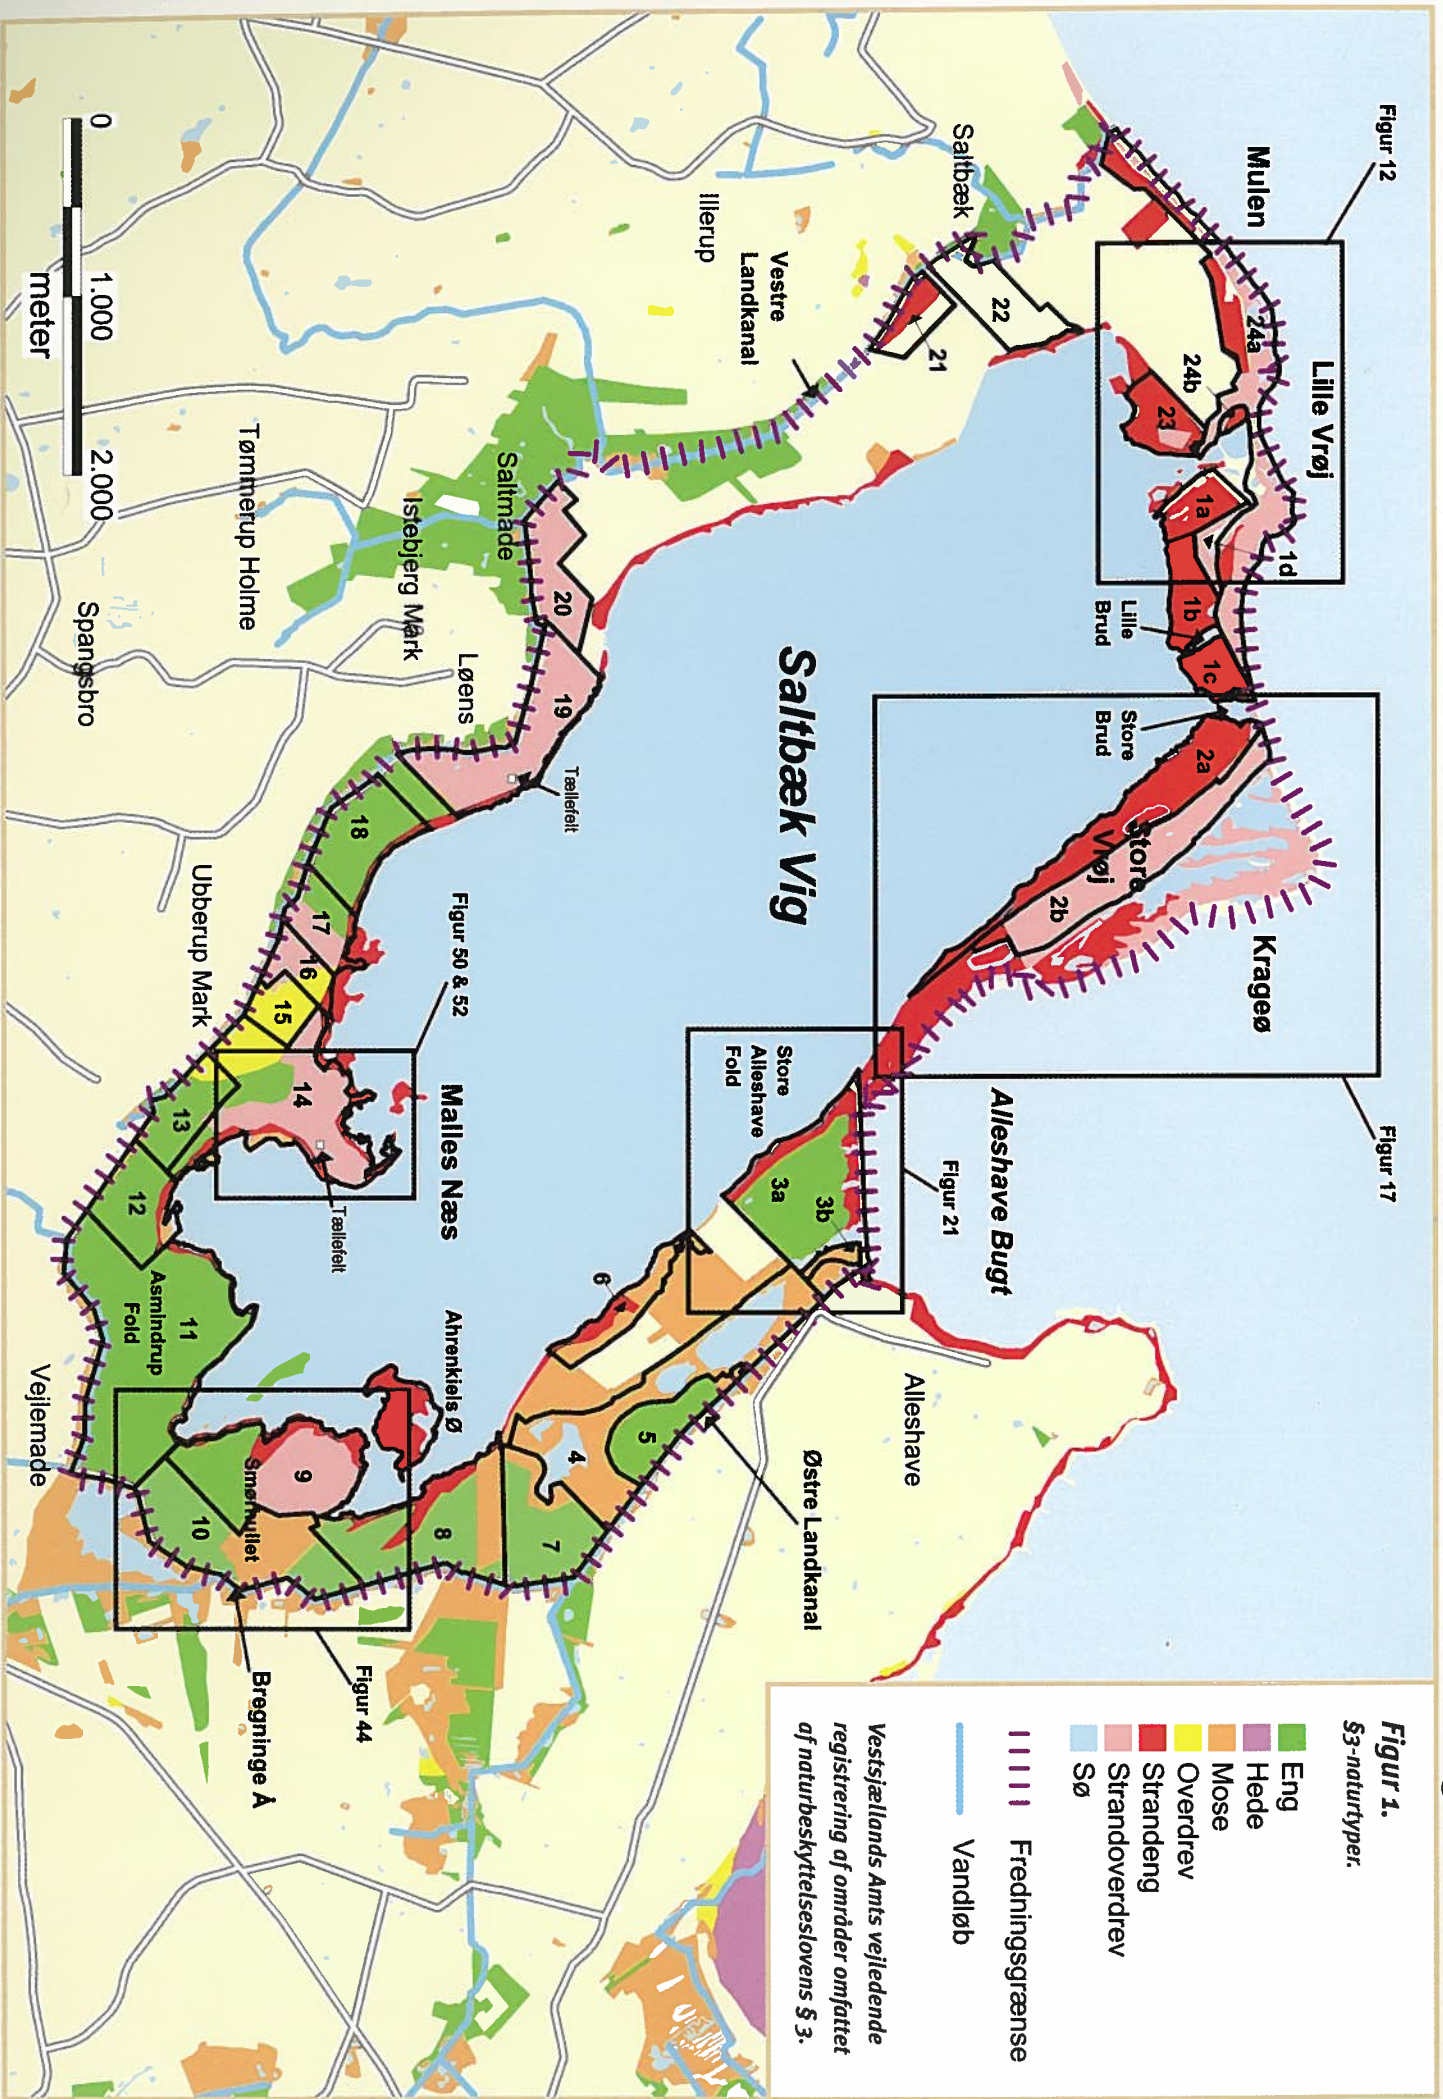 Figur 12
Mulen
Lille Vrøj
24a
24b
23
1a
1d
1b
1c
Lille
Brud
Store
Brud
2a
Store
Vrøj
2b
Krageø
Figur 17
Alleshave Bugt
Figur 21
Store
Alleshave
Fold
3a
3b
Alleshave
Østre Landkanal
Saltbæk
22
21
Illerup
Vestre
Landkanal
Saltbæk Vig
Saltmade
Istebjerg Mark
Tømmerup Holme
Spangsbro
Løens
20
19
Tællefelt
18
17
16
15
Ubberup Mark
Figur 50 & 52
Malles Næs
14
Tællefelt
13
12
11
Asmindrup
Fold
Vejlemade
Ahrenkiels Ø
9
Smørhullet
10
8
7
6
5
4
Figur 44
Bregninge Å
0
1.000
2.000
meter
Figur 1.
§3-naturtyper.
Eng
Hede
Mose
Overdrev
Strandeng
Strandoverdrev
Sø
Fredningsgrænse
Vandløb
Vestsjællands Amts vejledende
registrering af områder omfattet
af naturbeskyttelseslovens § 3.